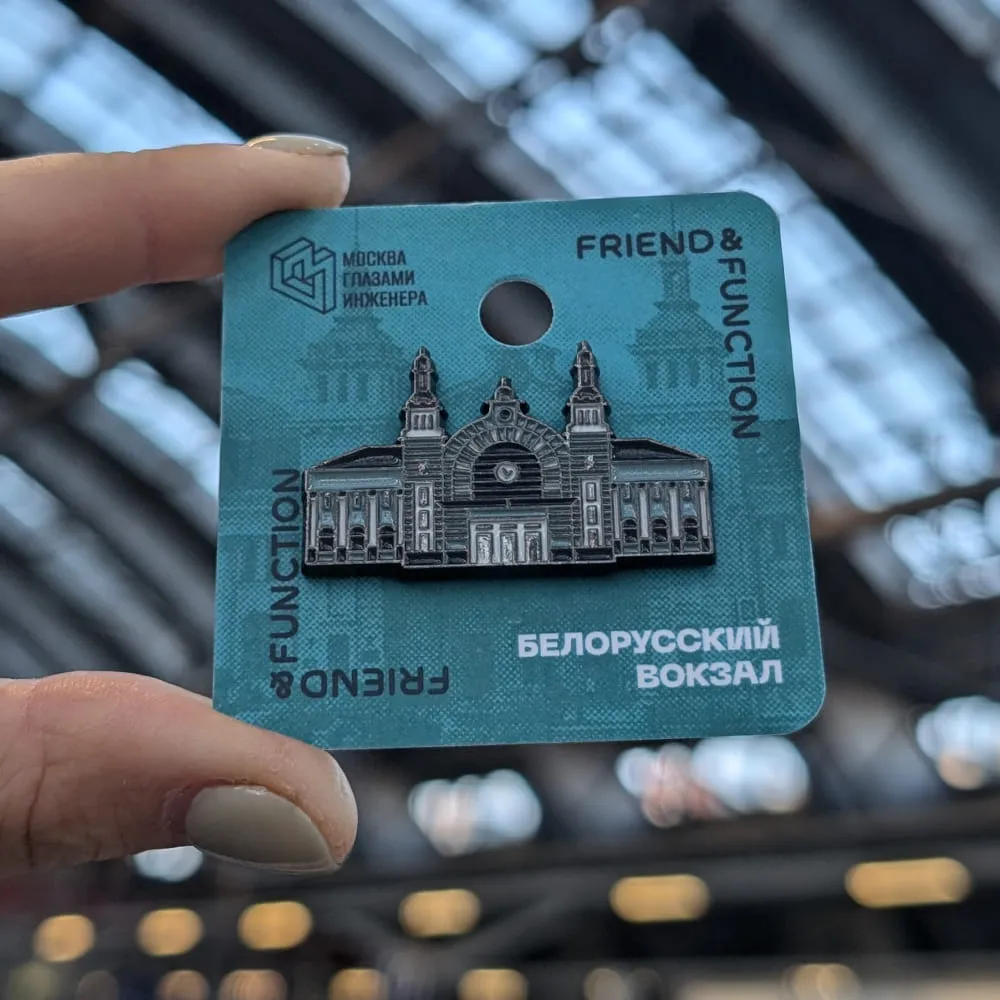 МОСКВА
ГЛАЗАМИ
ИНЖЕНЕРА
FRIEND
&FUNCTION
БЕЛОРУССКИЙ
ВОКЗАЛ
FRIEND
&FUNCTION